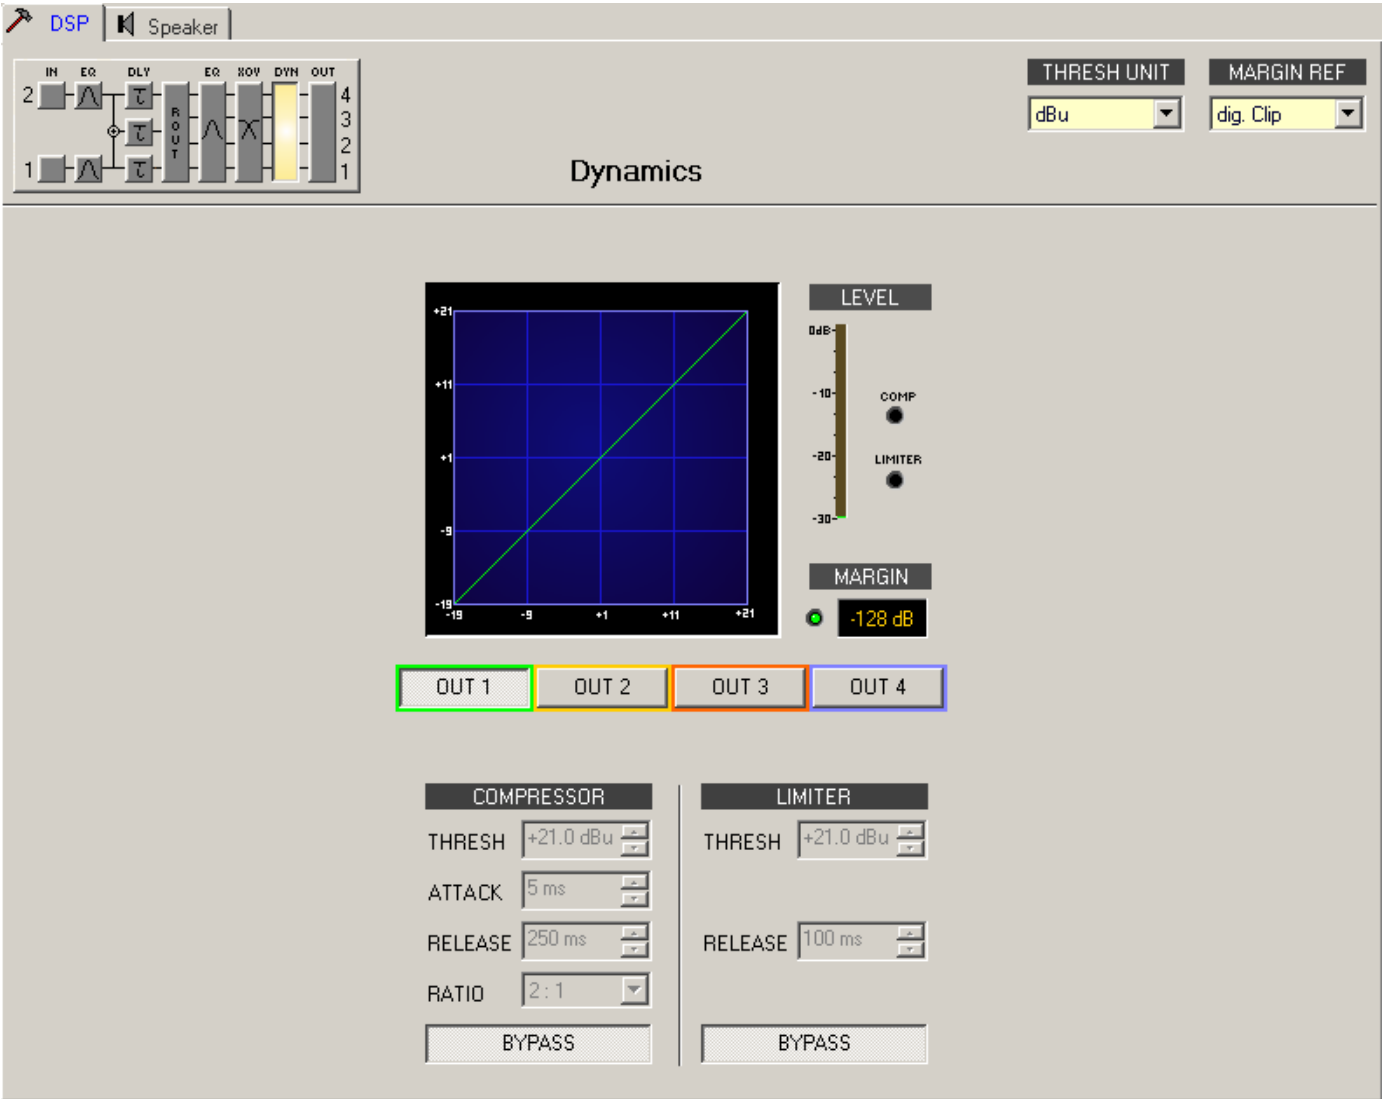 DSP Speaker
IN EQ DLY EQ XOV DYN OUT
THRESH UNIT MARGIN REF
2 τ 4
dBu dig. Clip
ROUT
τ 3
2
1 τ 1
Dynamics
LEVEL
+21
0dB
+11
-10
COMP
+1
-20
LIMITER
-9
-30
MARGIN
-19
-19 -9 +1 +11 +21
-128 dB
OUT 1 OUT 2 OUT 3 OUT 4
COMPRESSOR LIMITER
THRESH +21.0 dBu THRESH +21.0 dBu
ATTACK 5 ms
RELEASE 250 ms RELEASE 100 ms
RATIO 2 : 1
BYPASS BYPASS